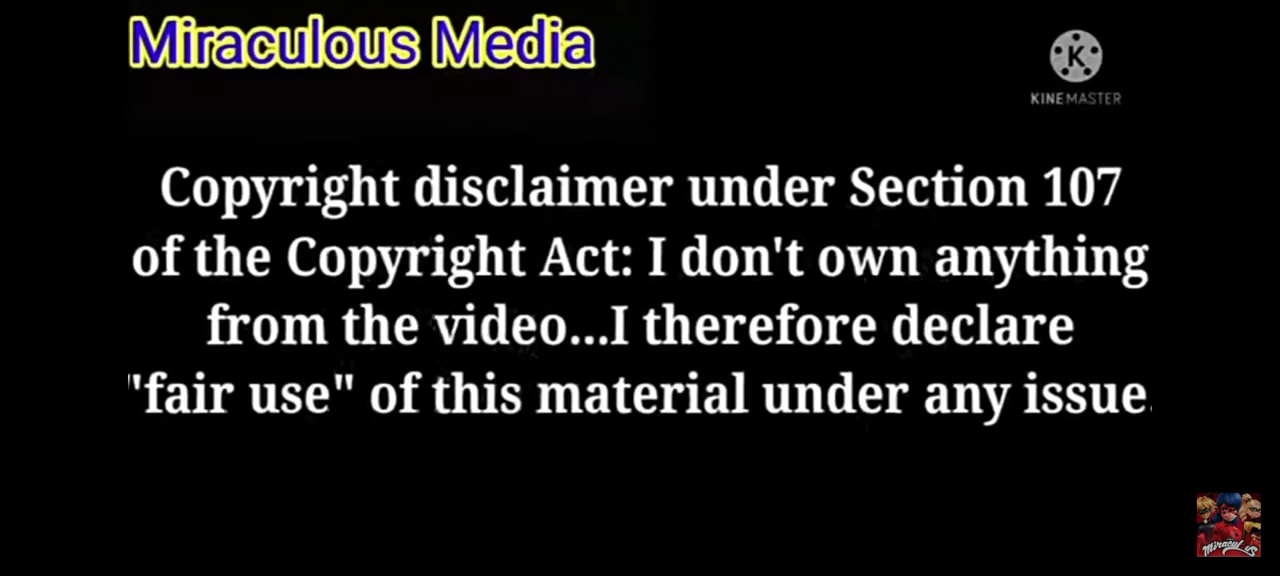 Miraculous Media
K
KINEMASTER
Copyright disclaimer under Section 107
of the Copyright Act: I don't own anything
from the video...I therefore declare
"fair use" of this material under any issue.
Miraculous